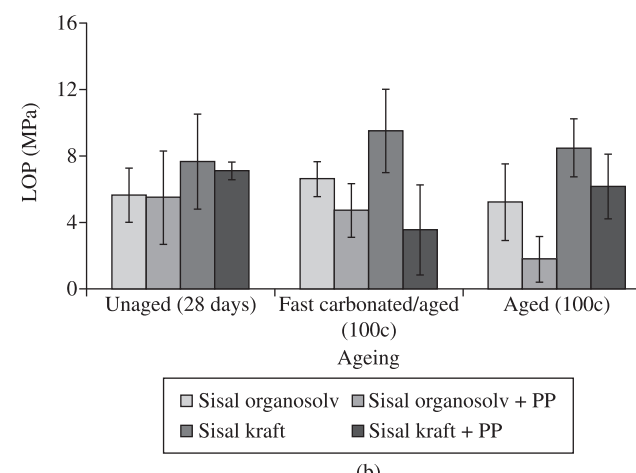 16
12
8
4
0
LOP (MPa)
Unaged (28 days) Fast carbonated/aged Aged (100c)
(100c)
Ageing
Sisal organosolv Sisal organosolv + PP
Sisal kraft Sisal kraft + PP
(b)